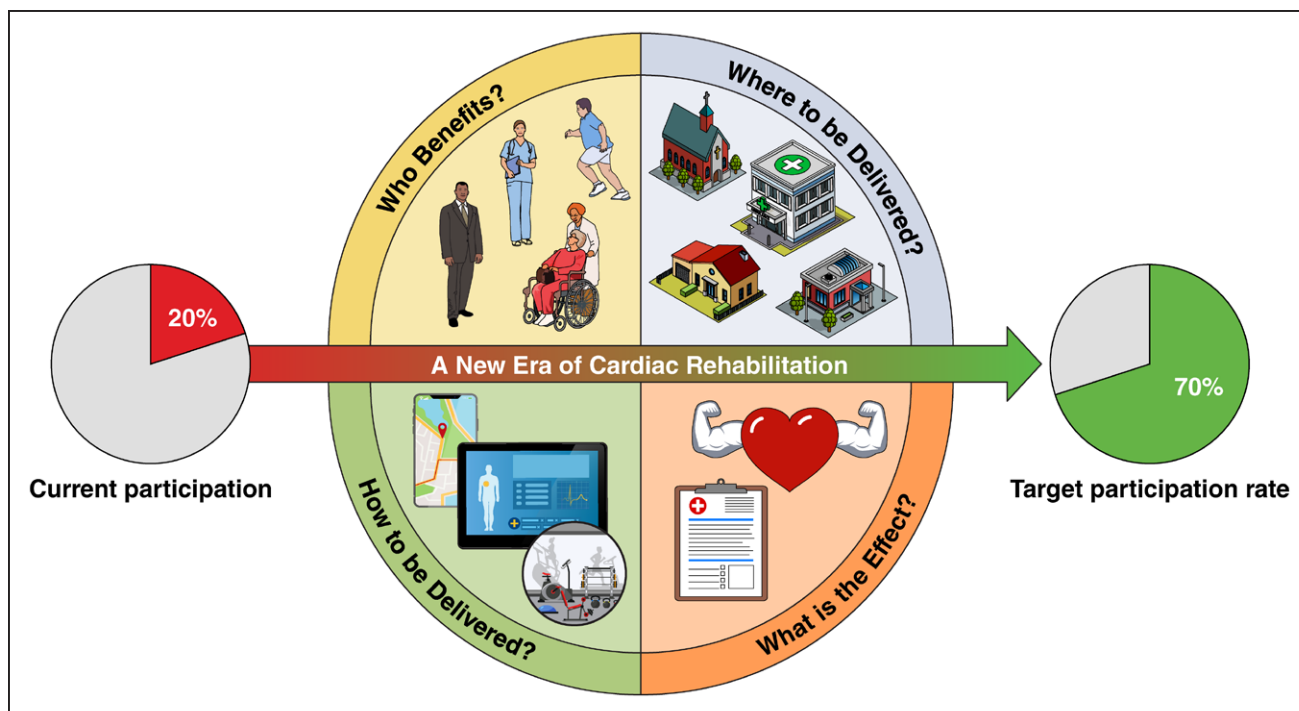 Who Benefits?
Where to be Delivered?
20%
A New Era of Cardiac Rehabilitation
70%
Current participation
Target participation rate
How to be Delivered?
What is the Effect?